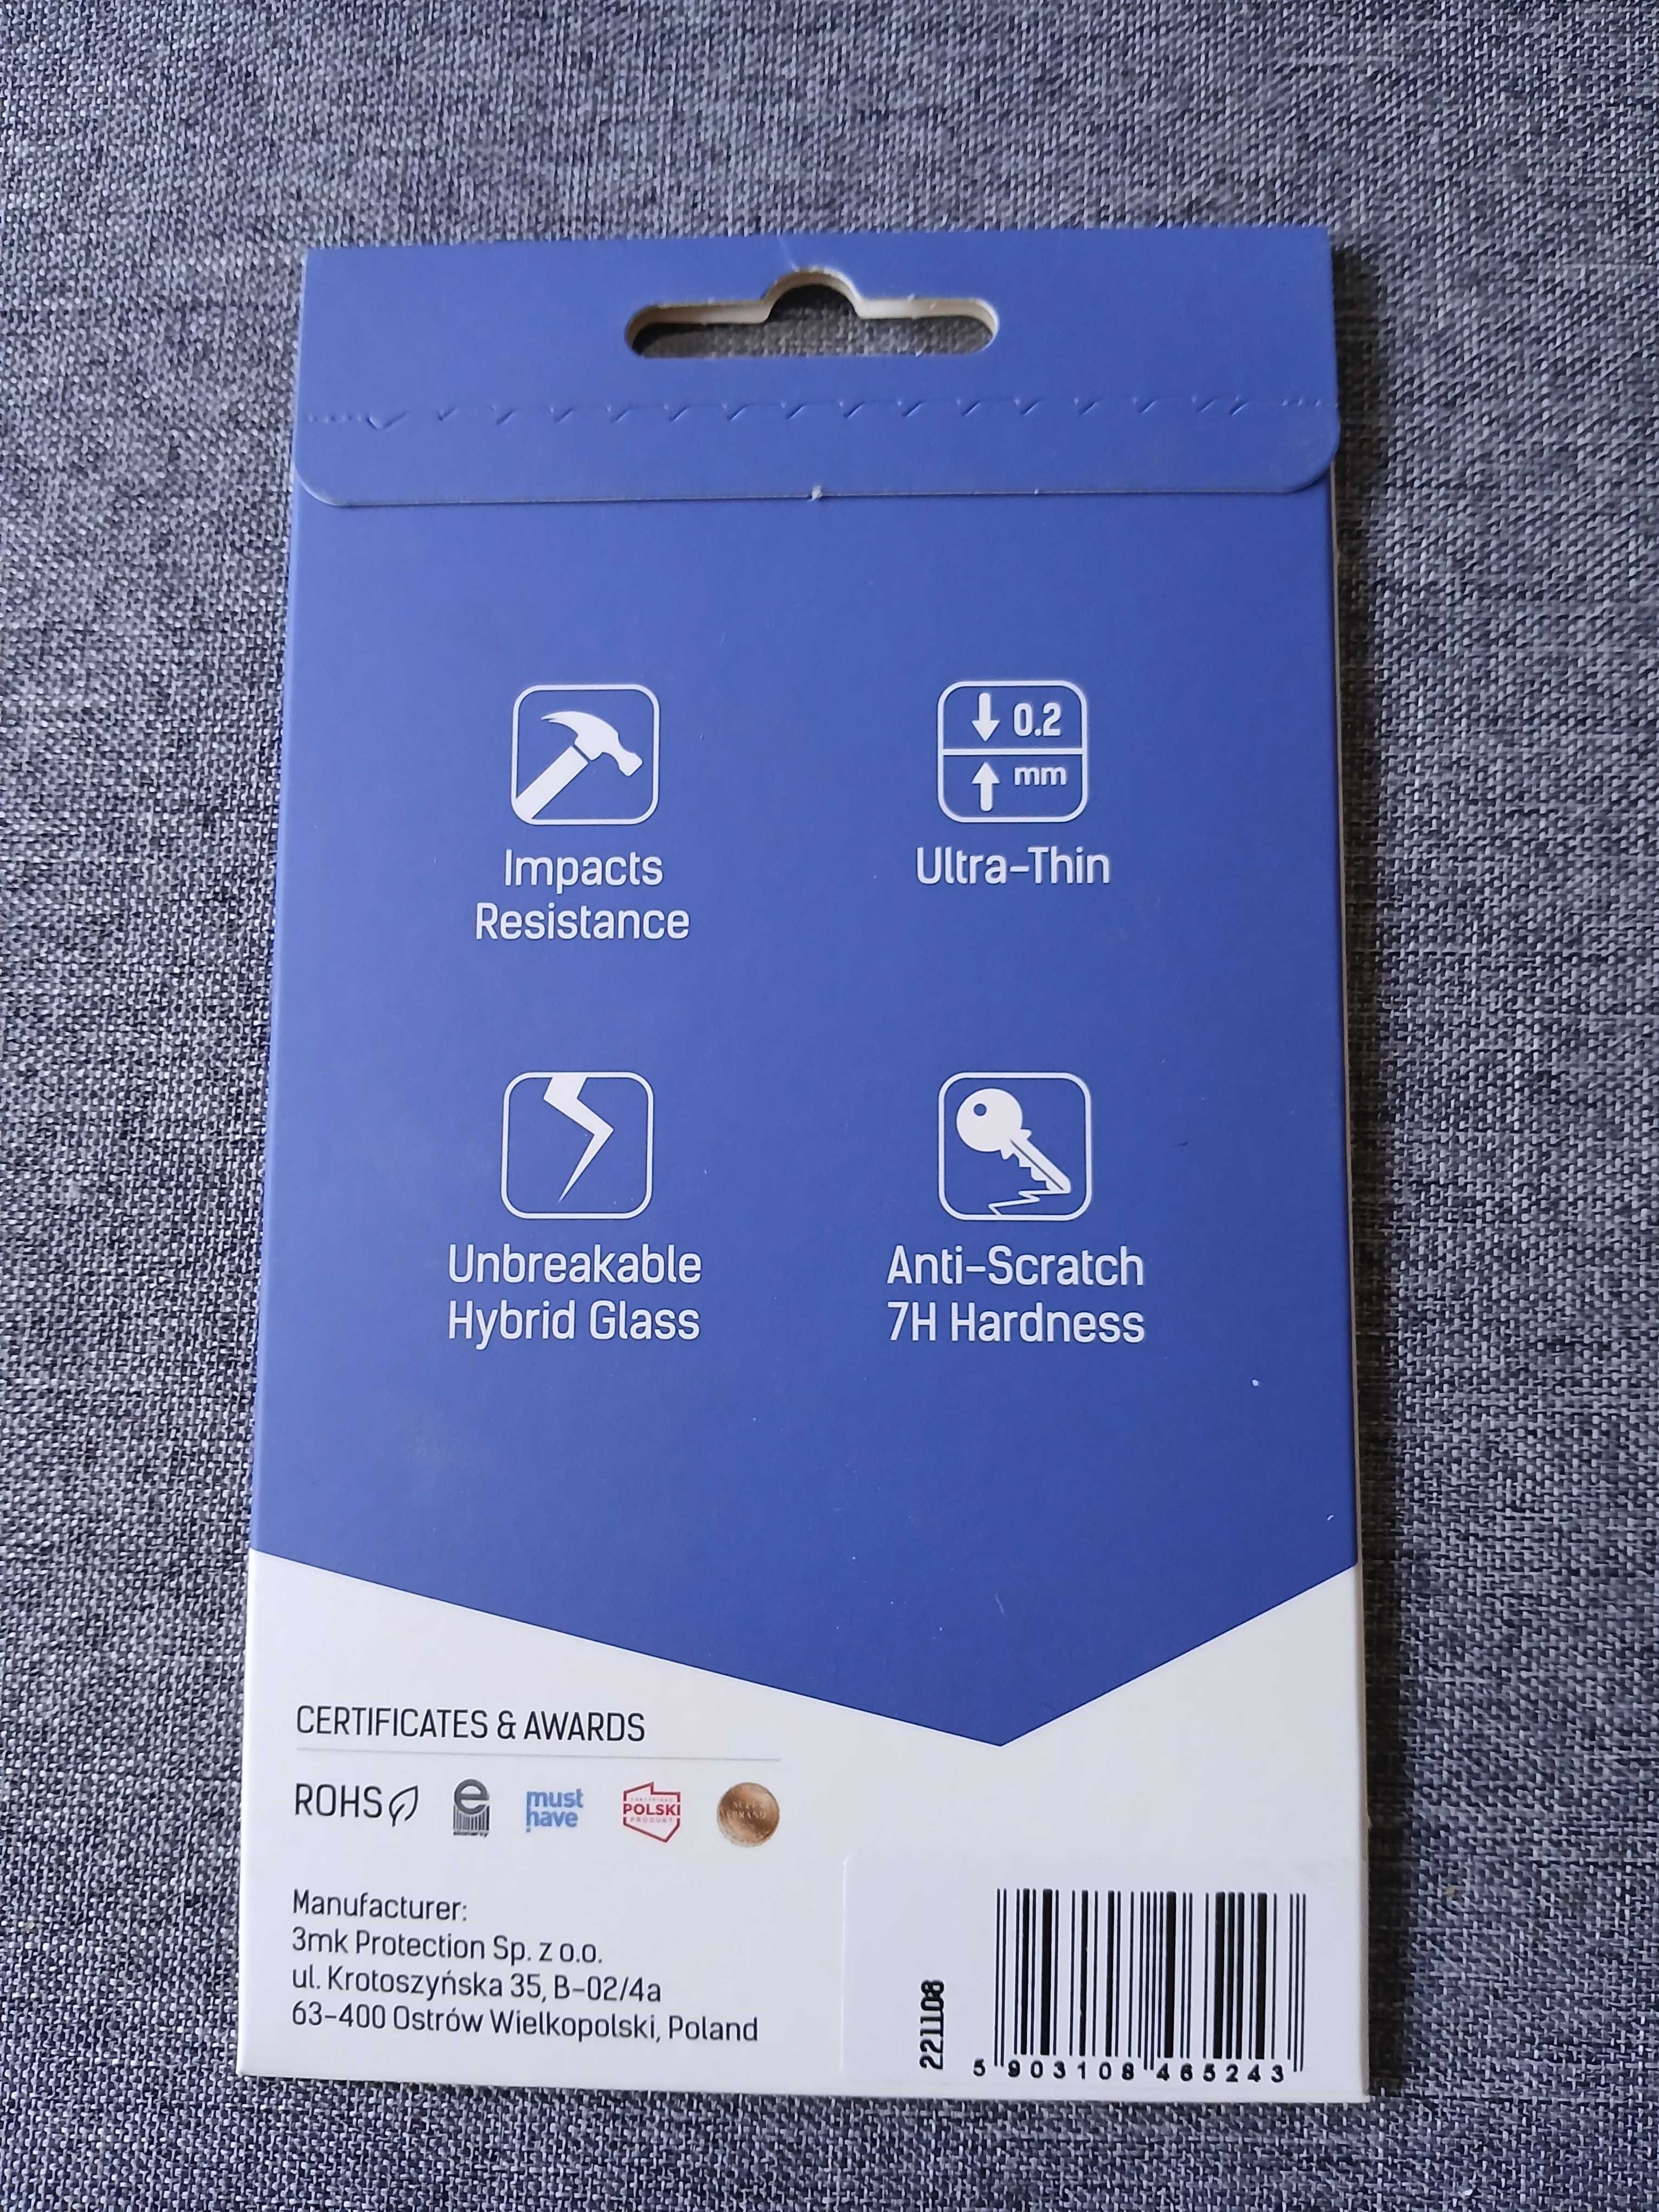 0.2
mm
Impacts
Resistance
Ultra-Thin
Unbreakable
Hybrid Glass
Anti-Scratch
7H Hardness
CERTIFICATES & AWARDS
ROHS
e
must
have
POLSKI
PRODUKT
Manufacturer:
3mk Protection Sp. z o.o.
ul. Krotoszyńska 35, B-02/4a
63-400 Ostrów Wielkopolski, Poland
221108
5 903108 465243